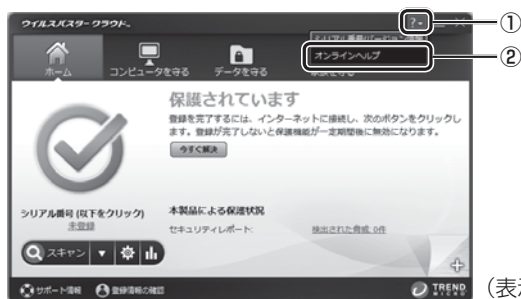 ウイルスバスター クラウド™
?
①
オンラインヘルプ
②
ホーム
コンピュータを守る
データを守る
保護されています
登録を完了するには、インターネットに接続し、次のボタンをクリックし
ます。登録が完了しないと保護機能が一定期間後に無効になります。
今すぐ解決
シリアル番号 (以下をクリック)
未登録
本製品による保護状況
セキュリティレポート:
検出された脅威: 0件
スキャン
サポート情報
登録情報の確認
TREND
MICRO
(表